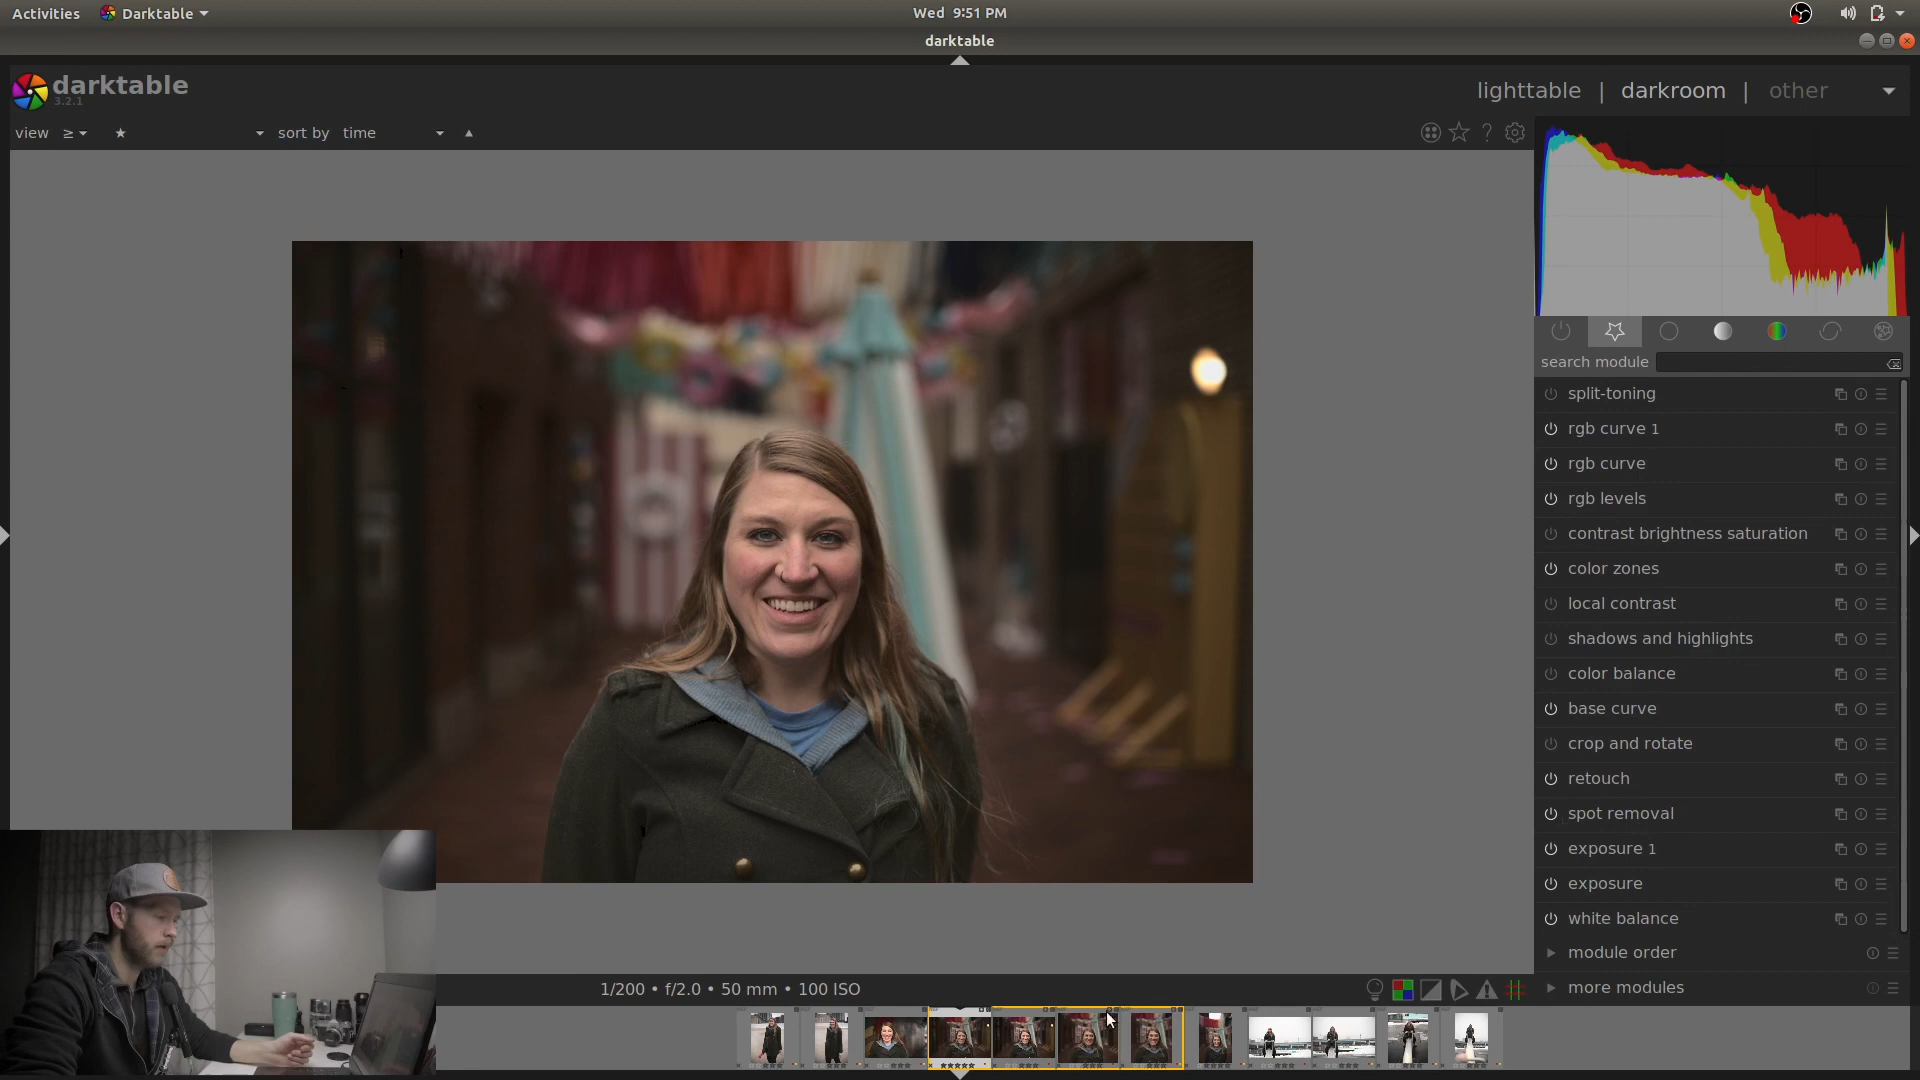 Activities Darktable Wed 9:51 PM
darktable
darktable
3.2.1
lighttable | darkroom | other
view ≥ ★ sort by time
search module
split-toning
rgb curve 1
rgb curve
rgb levels
contrast brightness saturation
color zones
local contrast
shadows and highlights
color balance
base curve
crop and rotate
retouch
spot removal
exposure 1
exposure
white balance
module order
more modules
1/200 • f/2.0 • 50 mm • 100 ISO